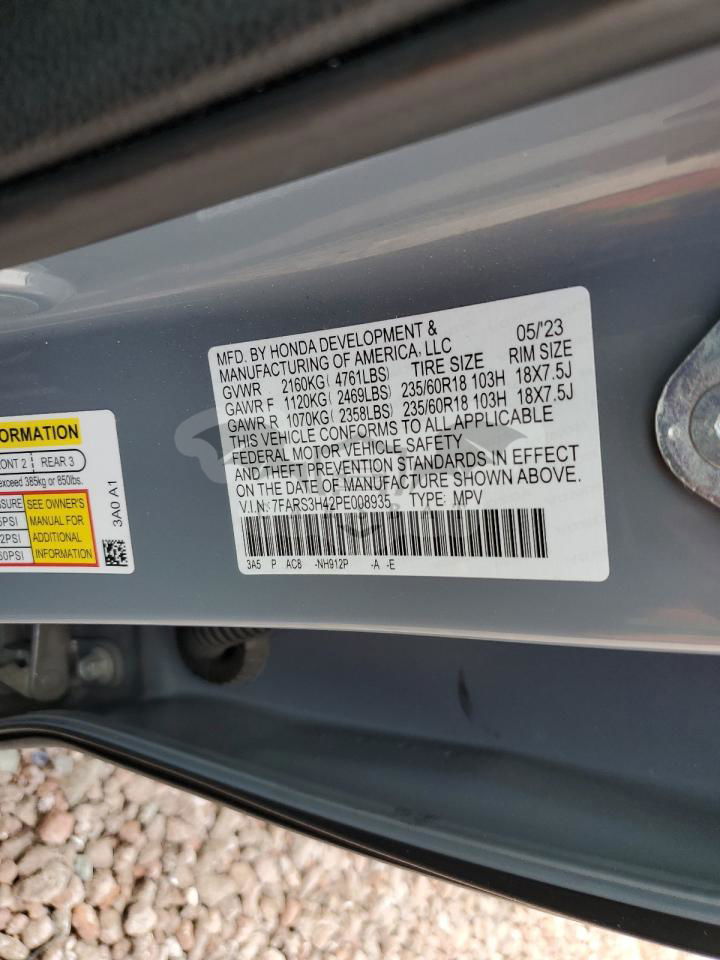 MFD. BY HONDA DEVELOPMENT & 05/'23
MANUFACTURING OF AMERICA, LLC
GVWR 2160KG( 4761LBS) TIRE SIZE RIM SIZE
GAWR F 1120KG( 2469LBS) 235/60R18 103H 18X7.5J
GAWR R 1070KG( 2358LBS) 235/60R18 103H 18X7.5J
THIS VEHICLE CONFORMS TO ALL APPLICABLE
FEDERAL MOTOR VEHICLE SAFETY
AND THEFT PREVENTION STANDARDS IN EFFECT
ON THE DATE OF MANUFACTURE SHOWN ABOVE.
V.I.N: 7FARS3H42PE008935 TYPE: MPV
3A5 P AC8 -NH912P -A -E
ORMATION
ONT 2 REAR 3
exceed 385kg or 850lbs.
SURE SEE OWNER'S
PSI MANUAL FOR
2PSI ADDITIONAL
60PSI INFORMATION
3A0 A1